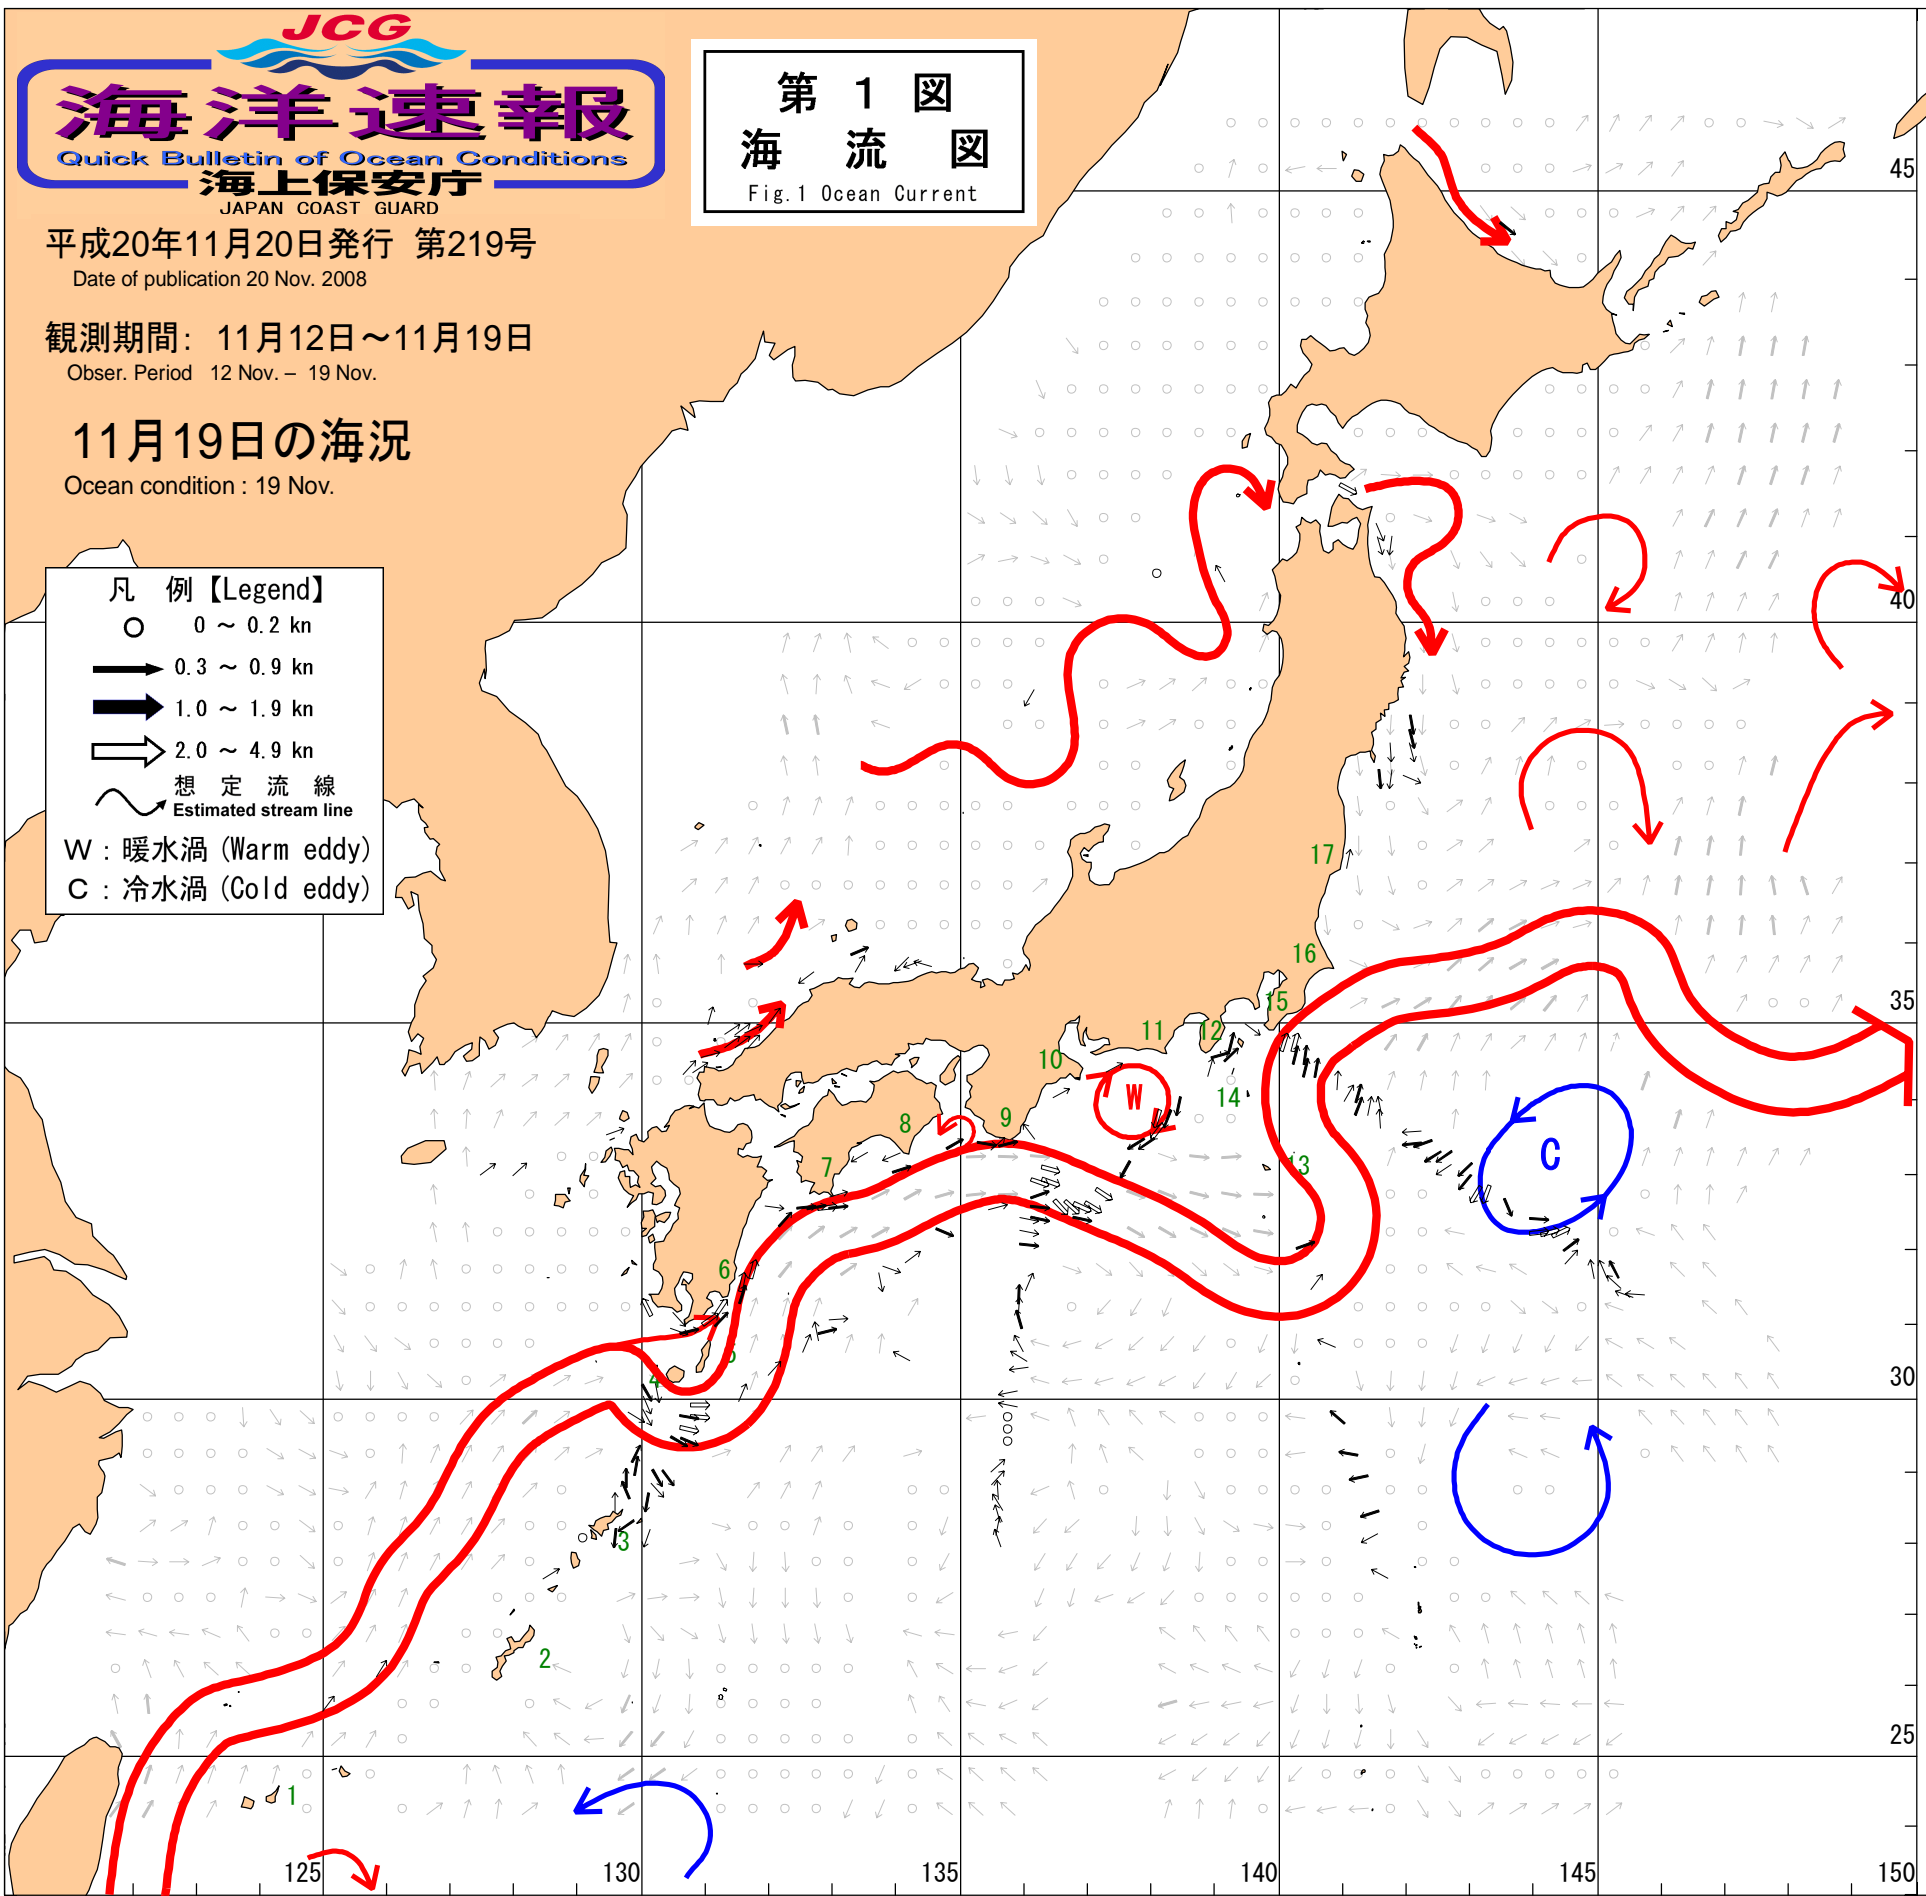 JCG
海洋速報
Quick Bulletin of Ocean Conditions
海上保安庁
JAPAN COAST GUARD
平成20年11月20日発行 第219号
Date of publication 20 Nov. 2008
観測期間: 11月12日～11月19日
Obser. Period 12 Nov. – 19 Nov.
11月19日の海況
Ocean condition : 19 Nov.
第 1 図
海 流 図
Fig.1 Ocean Current
凡 例【Legend】
0 ～ 0.2 kn
0.3 ～ 0.9 kn
1.0 ～ 1.9 kn
2.0 ～ 4.9 kn
想 定 流 線
Estimated stream line
W : 暖水渦 (Warm eddy)
C : 冷水渦 (Cold eddy)
45
40
17
16
35
15
12
11
10
W
14
9
8
C
13
7
6
5
4
30
3
2
25
1
125
130
135
140
145
150